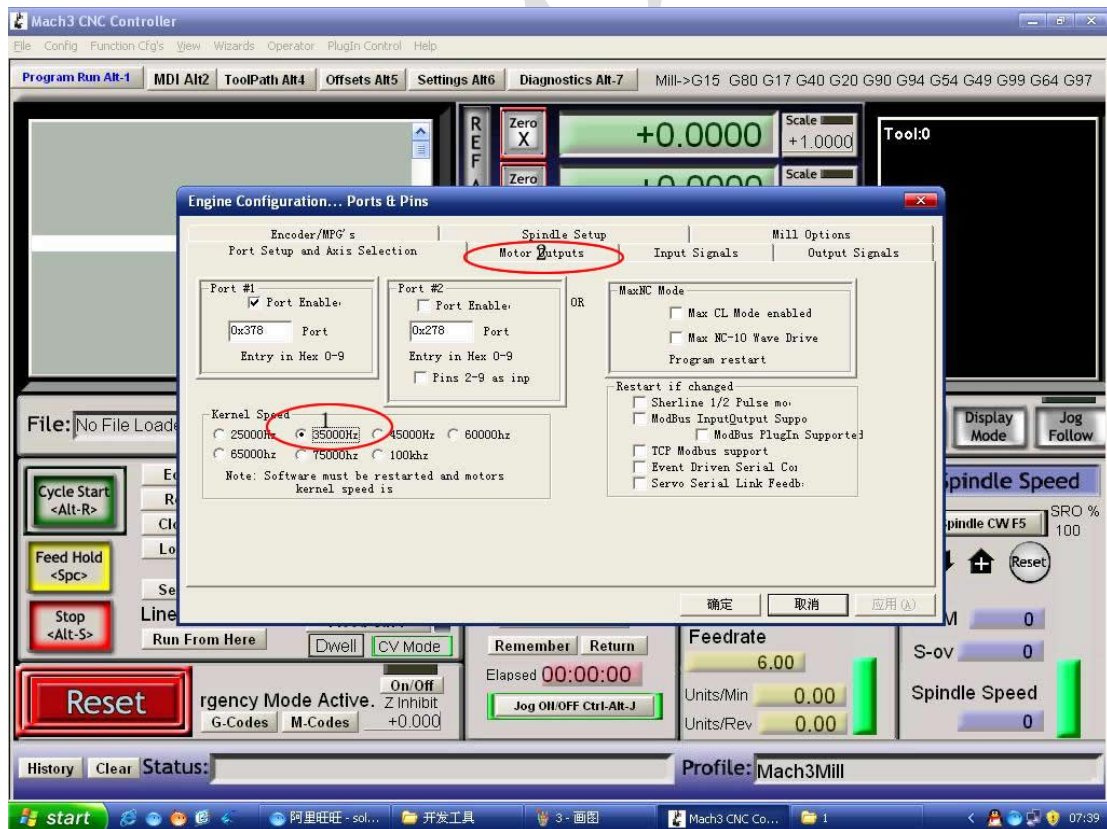 Mach3 CNC Controller
File Config Function Cfg's View Wizards Operator PlugIn Control Help
Program Run Alt-1 MDI Alt2 ToolPath Alt4 Offsets Alt5 Settings Alt6 Diagnostics Alt-7 Mill->G15 G80 G17 G40 G20 G90 G94 G54 G49 G99 G64 G97
R
E
F
Zero
X
+0.0000
Scale
+1.0000
Tool:0
Zero
Scale
Engine Configuration... Ports & Pins
Encoder/MPG's Spindle Setup Mill Options
Port Setup and Axis Selection Motor Outputs Input Signals Output Signals
2
Port #1
Port Enable
0x378 Port
Entry in Hex 0-9
Port #2
Port Enable
0x278 Port
Entry in Hex 0-9
Pins 2-9 as inp
OR
MaxNC Mode
Max CL Mode enabled
Max NC-10 Wave Drive
Program restart
Restart if changed
Sherline 1/2 Pulse mo
ModBus InputOutput Suppo
ModBus PlugIn Supported
TCP Modbus support
Event Driven Serial Co
Servo Serial Link Feedb
Kernel Speed
1
25000Hz 35000Hz 45000Hz 60000hz
65000hz 75000hz 100khz
Note: Software must be restarted and motors
kernel speed is
确定 取消 应用(A)
File: No File Loade
Display
Mode
Jog
Follow
Cycle Start
<Alt-R>
Feed Hold
<Spc>
Stop
<Alt-S>
Ed
R
Clo
Lo
Se
Line
Run From Here
Dwell CV Mode
Remember Return
Elapsed 00:00:00
Jog ON/OFF Ctrl-Alt-J
Feedrate
6.00
Units/Min 0.00
Units/Rev 0.00
pindle Speed
pindle CW F5
SRO %
100
Reset
M 0
S-ov 0
Spindle Speed
0
Reset
rgency Mode Active.
On/Off
Z Inhibit
+0.000
G-Codes M-Codes
History Clear Status:
Profile: Mach3Mill
start 阿里旺旺 - sol... 开发工具 3 - 画图 Mach3 CNC Co... 1 07:39